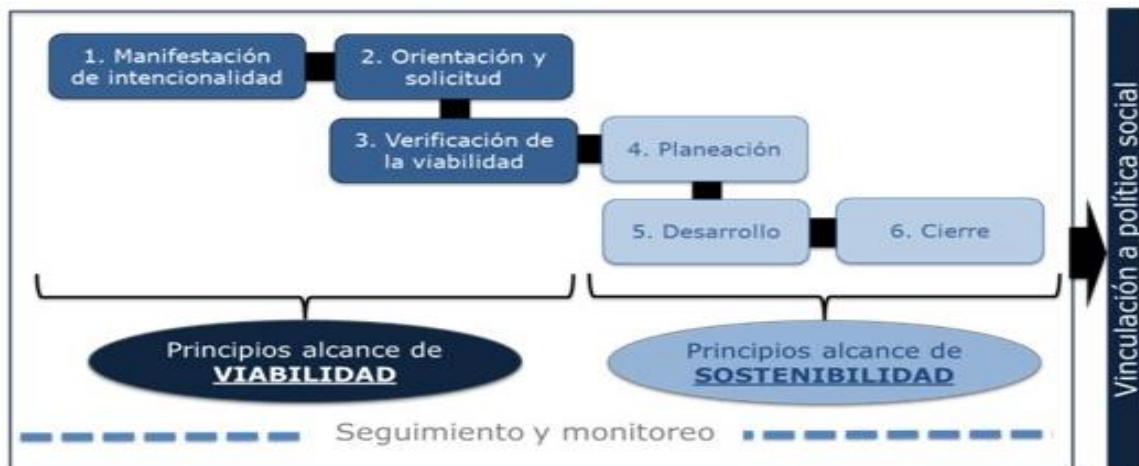 1. Manifestación
de intencionalidad
2. Orientación y
solicitud
3. Verificación de
la viabilidad
4. Planeación
5. Desarrollo
6. Cierre
Principios alcance de
VIABILIDAD
Principios alcance de
SOSTENIBILIDAD
Seguimiento y monitoreo
Vinculación a política social